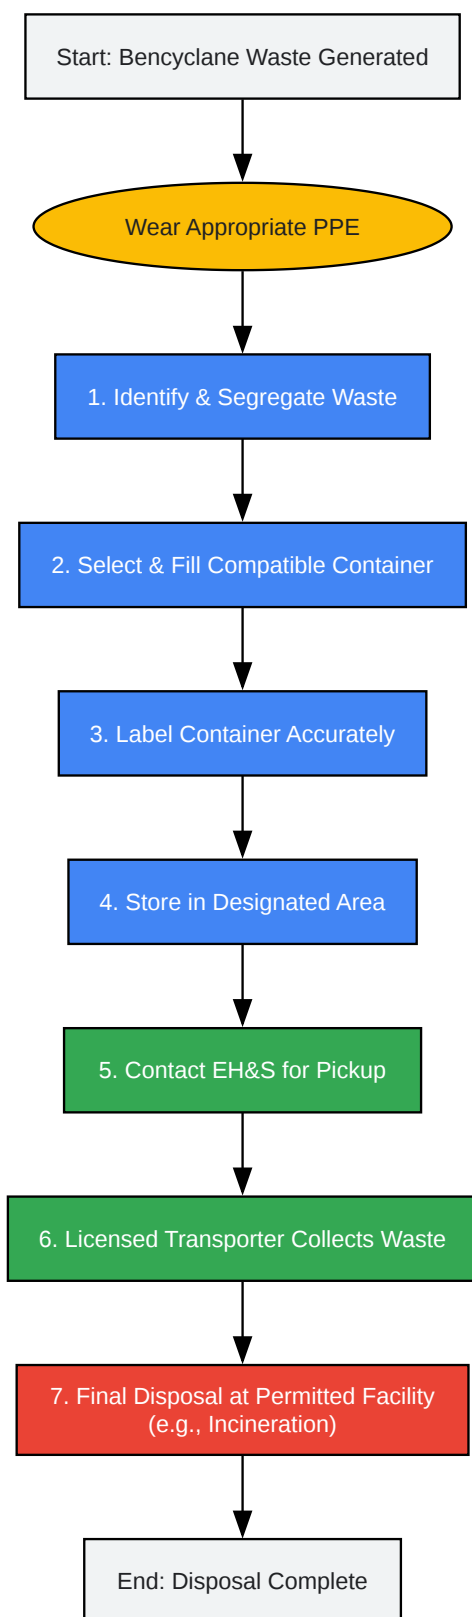 Start: Bencyclane Waste Generated
Wear Appropriate PPE
1. Identify & Segregate Waste
2. Select & Fill Compatible Container
3. Label Container Accurately
4. Store in Designated Area
5. Contact EH&S for Pickup
6. Licensed Transporter Collects Waste
7. Final Disposal at Permitted Facility
(e.g., Incineration)
End: Disposal Complete